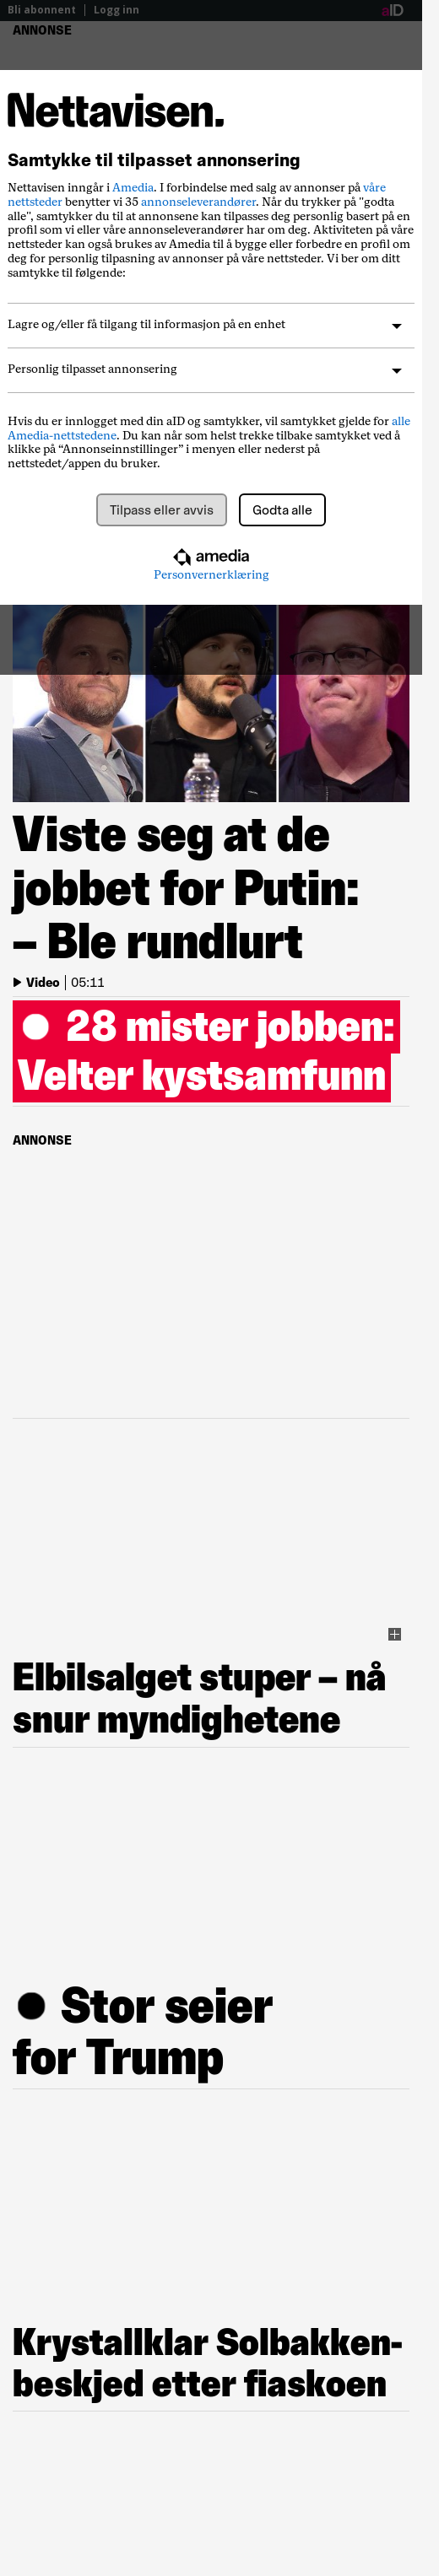 Bli abonnent | Logg inn
aID
ANNONSE
Nettavisen.
Samtykke til tilpasset annonsering
Nettavisen inngår i Amedia. I forbindelse med salg av annonser på våre
nettsteder benytter vi 35 annonseleverandører. Når du trykker på "godta
alle", samtykker du til at annonsene kan tilpasses deg personlig basert på en
profil som vi eller våre annonseleverandører har om deg. Aktiviteten på våre
nettsteder kan også brukes av Amedia til å bygge eller forbedre en profil om
deg for personlig tilpasning av annonser på våre nettsteder. Vi ber om ditt
samtykke til følgende:
Lagre og/eller få tilgang til informasjon på en enhet
Personlig tilpasset annonsering
Hvis du er innlogget med din aID og samtykker, vil samtykket gjelde for alle
Amedia-nettstedene. Du kan når som helst trekke tilbake samtykket ved å
klikke på “Annonseinnstillinger” i menyen eller nederst på
nettstedet/appen du bruker.
Tilpass eller avvis
Godta alle
amedia
Personvernerklæring
Viste seg at de
jobbet for Putin:
– Ble rundlurt
Video | 05:11
28 mister jobben:
Velter kystsamfunn
ANNONSE
Elbilsalget stuper – nå
snur myndighetene
Stor seier
for Trump
Krystallklar Solbakken-
beskjed etter fiaskoen